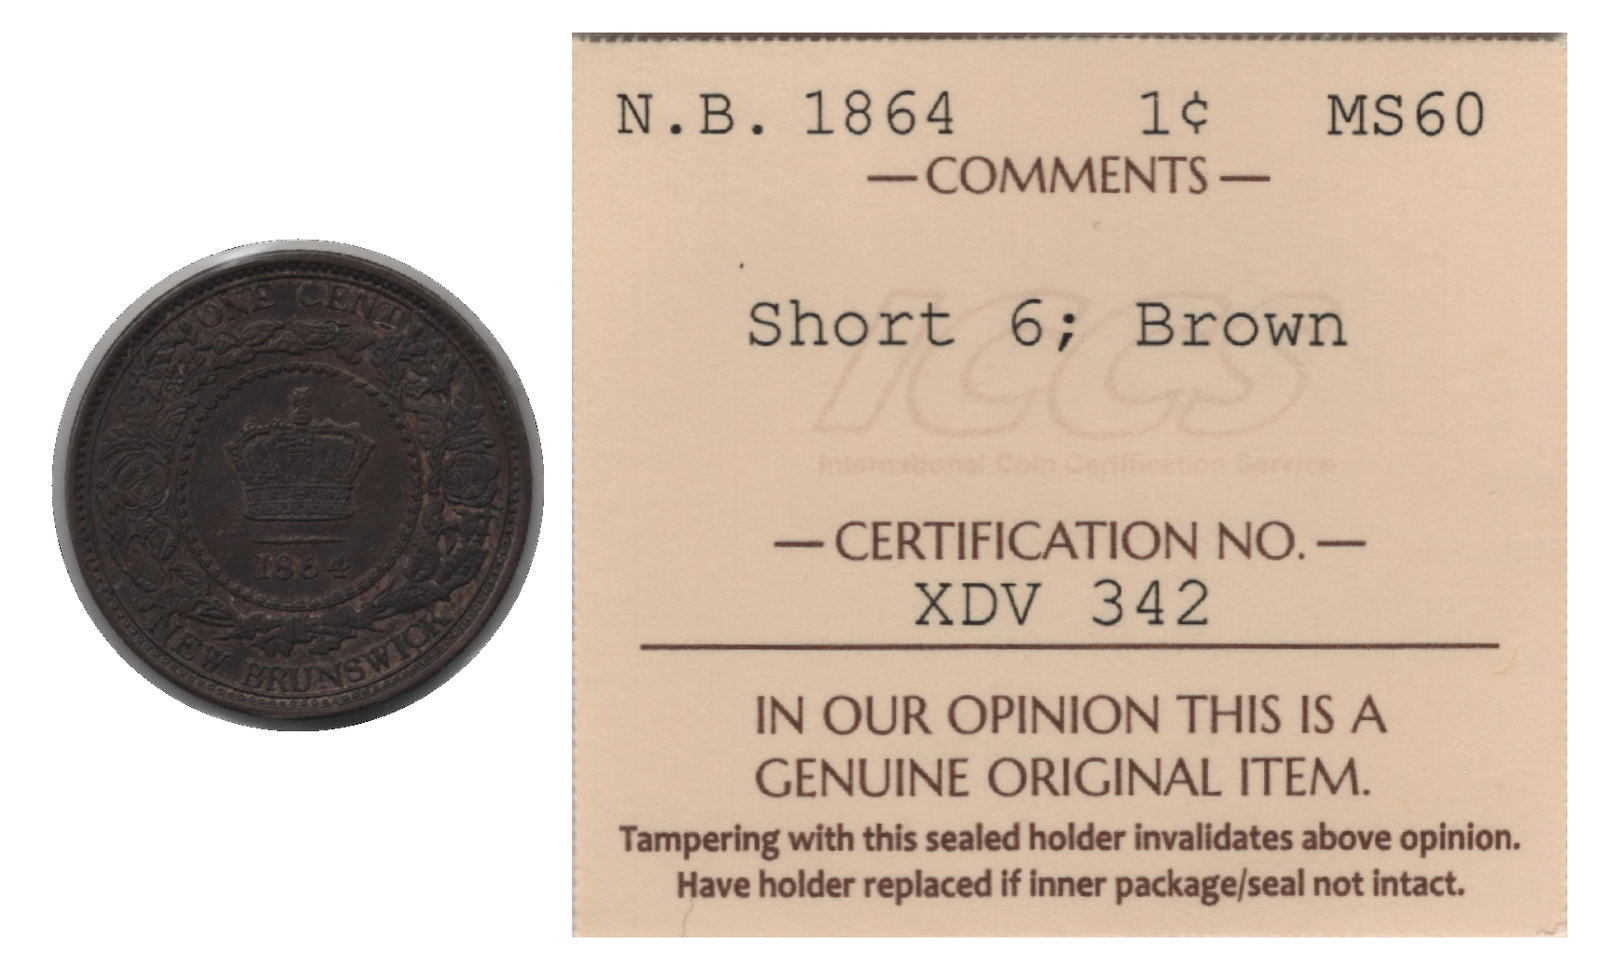 ONE CENT
1864
NEW BRUNSWICK
N.B. 1864 1¢ MS60
— COMMENTS —
Short 6; Brown
ICCS
International Coin Certification Service
— CERTIFICATION NO. —
XDV 342
IN OUR OPINION THIS IS A
GENUINE ORIGINAL ITEM.
Tampering with this sealed holder invalidates above opinion.
Have holder replaced if inner package/seal not intact.